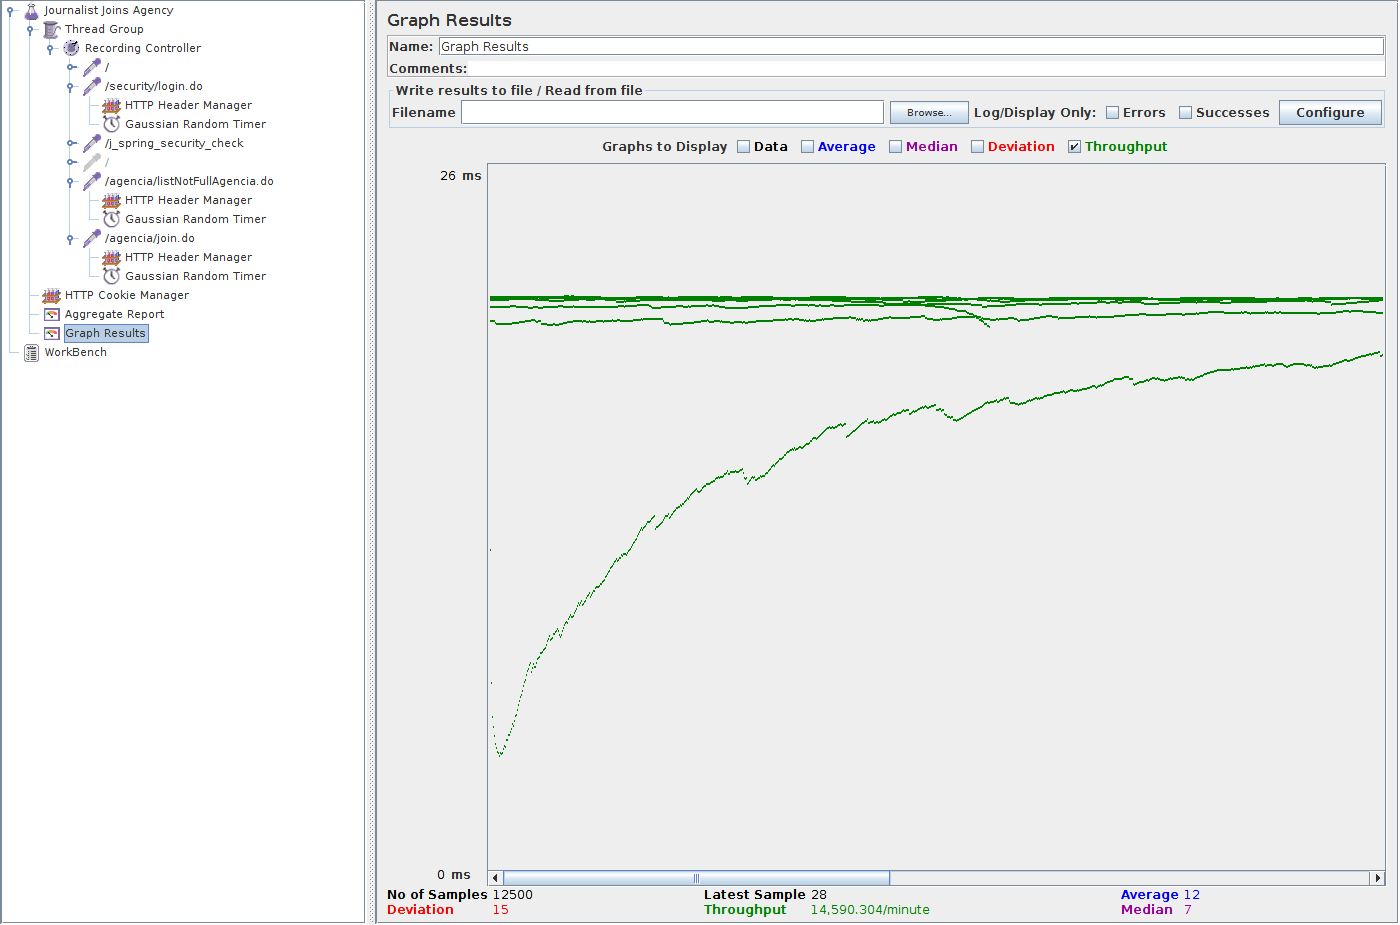 Journalist Joins Agency
Thread Group
Recording Controller
/
/security/login.do
HTTP Header Manager
Gaussian Random Timer
/j_spring_security_check
/
/agencia/listNotFullAgencia.do
HTTP Header Manager
Gaussian Random Timer
/agencia/join.do
HTTP Header Manager
Gaussian Random Timer
HTTP Cookie Manager
Aggregate Report
Graph Results
WorkBench
Graph Results
Name: Graph Results
Comments:
Write results to file / Read from file
Filename Browse... Log/Display Only: Errors Successes Configure
Graphs to Display Data Average Median Deviation Throughput
26 ms
0 ms
No of Samples 12500 Latest Sample 28 Average 12
Deviation 15 Throughput 14,590.304/minute Median 7